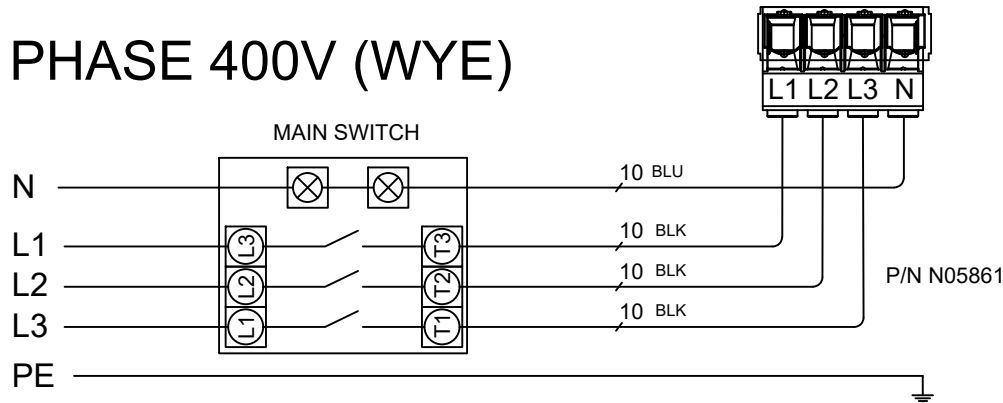 PHASE 400V (WYE)
L1 L2 L3 N
MAIN SWITCH
N
10 BLU
L1
L3
T3
10 BLK
L2
L2
T2
10 BLK
P/N N05861
L3
L1
T1
10 BLK
PE